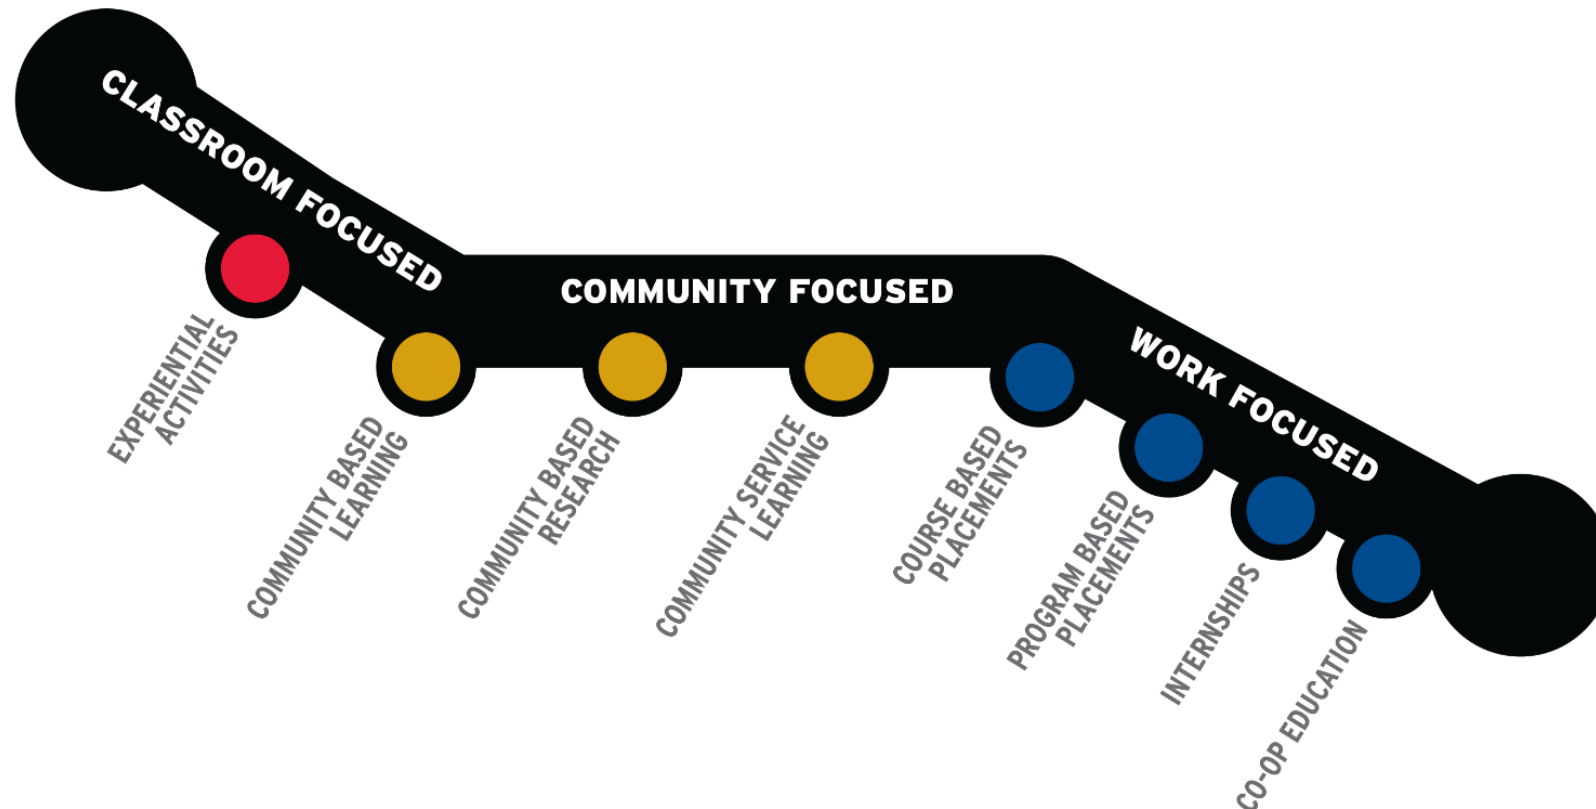 CLASSROOM FOCUSED
COMMUNITY FOCUSED
WORK FOCUSED
EXPERIENTIAL
ACTIVITIES
COMMUNITY BASED
LEARNING
COMMUNITY BASED
RESEARCH
COMMUNITY SERVICE
LEARNING
COURSE BASED
PLACEMENTS
PROGRAM BASED
PLACEMENTS
INTERNSHIPS
CO-OP EDUCATION